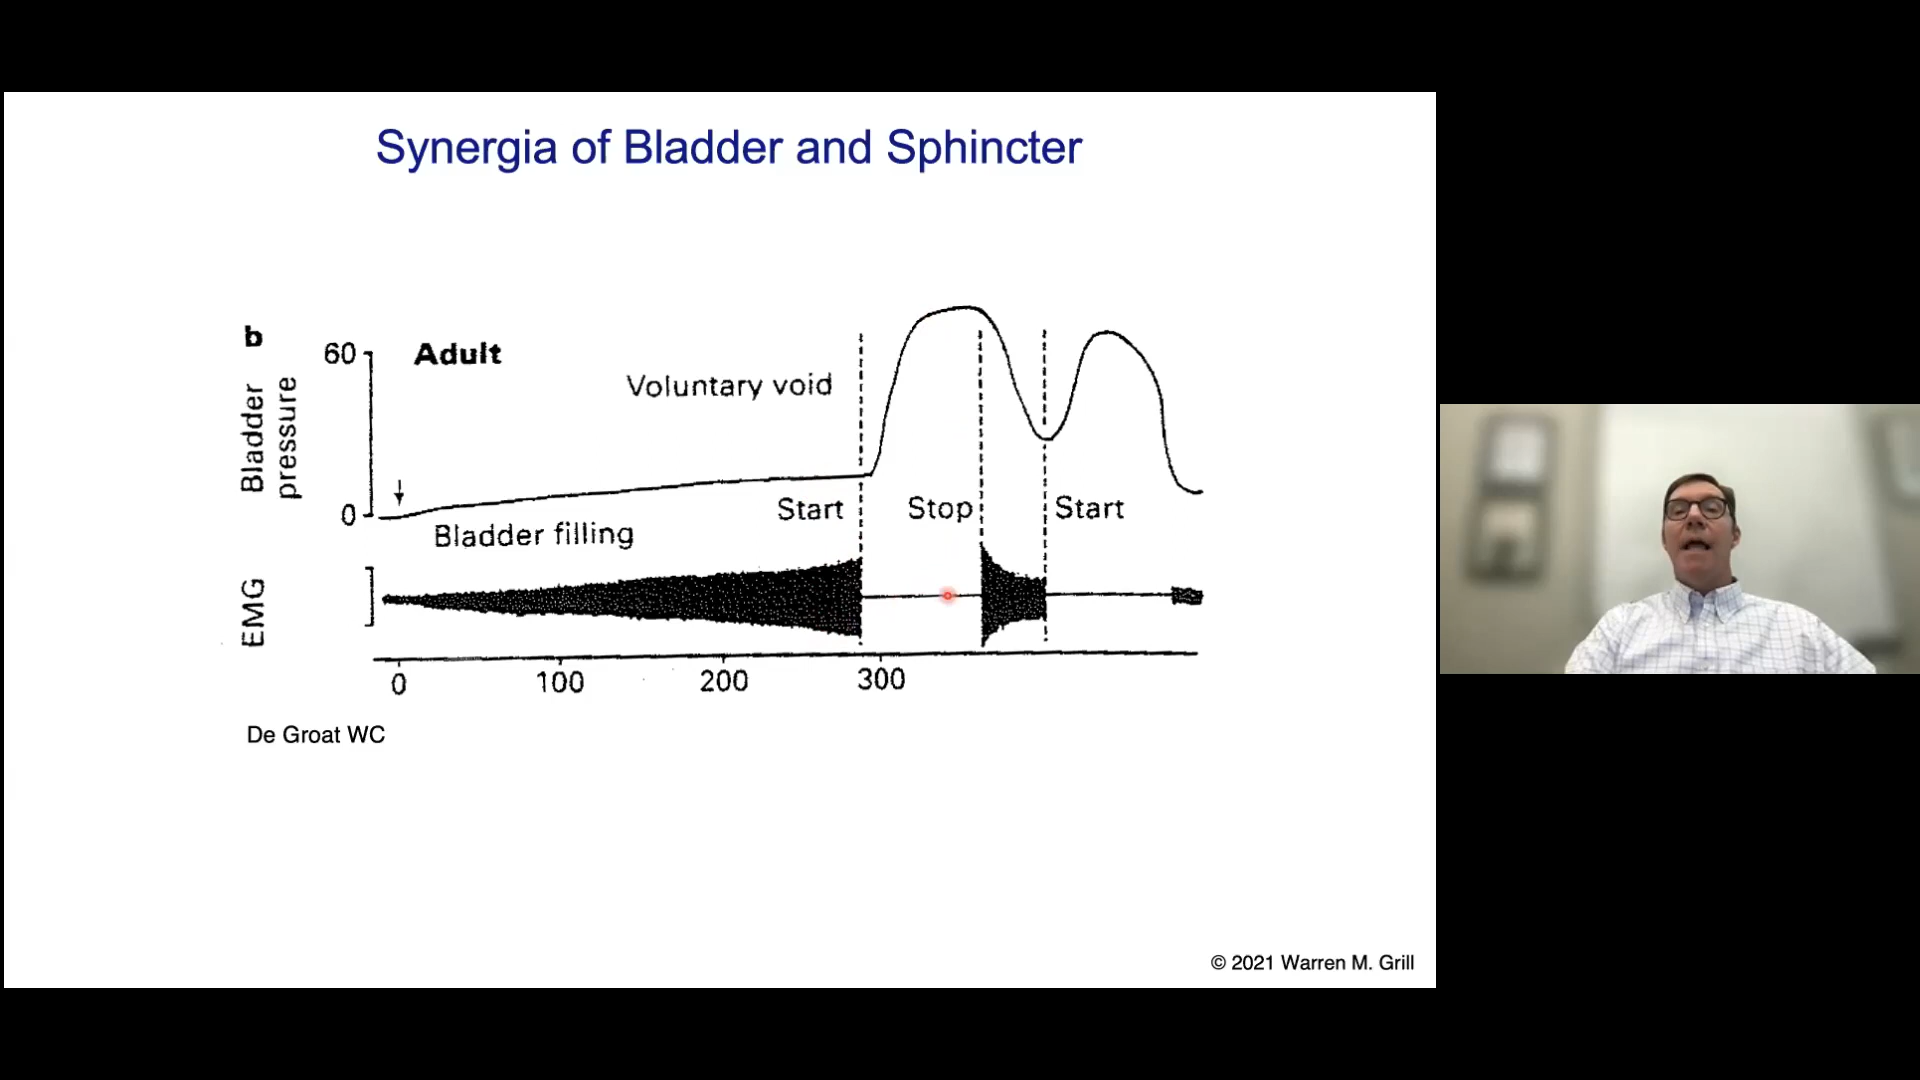 Synergia of Bladder and Sphincter
b
60
Adult
Bladder
pressure
Voluntary void
0
Start
Stop
Start
Bladder filling
EMG
0
100
200
300
De Groat WC
© 2021 Warren M. Grill